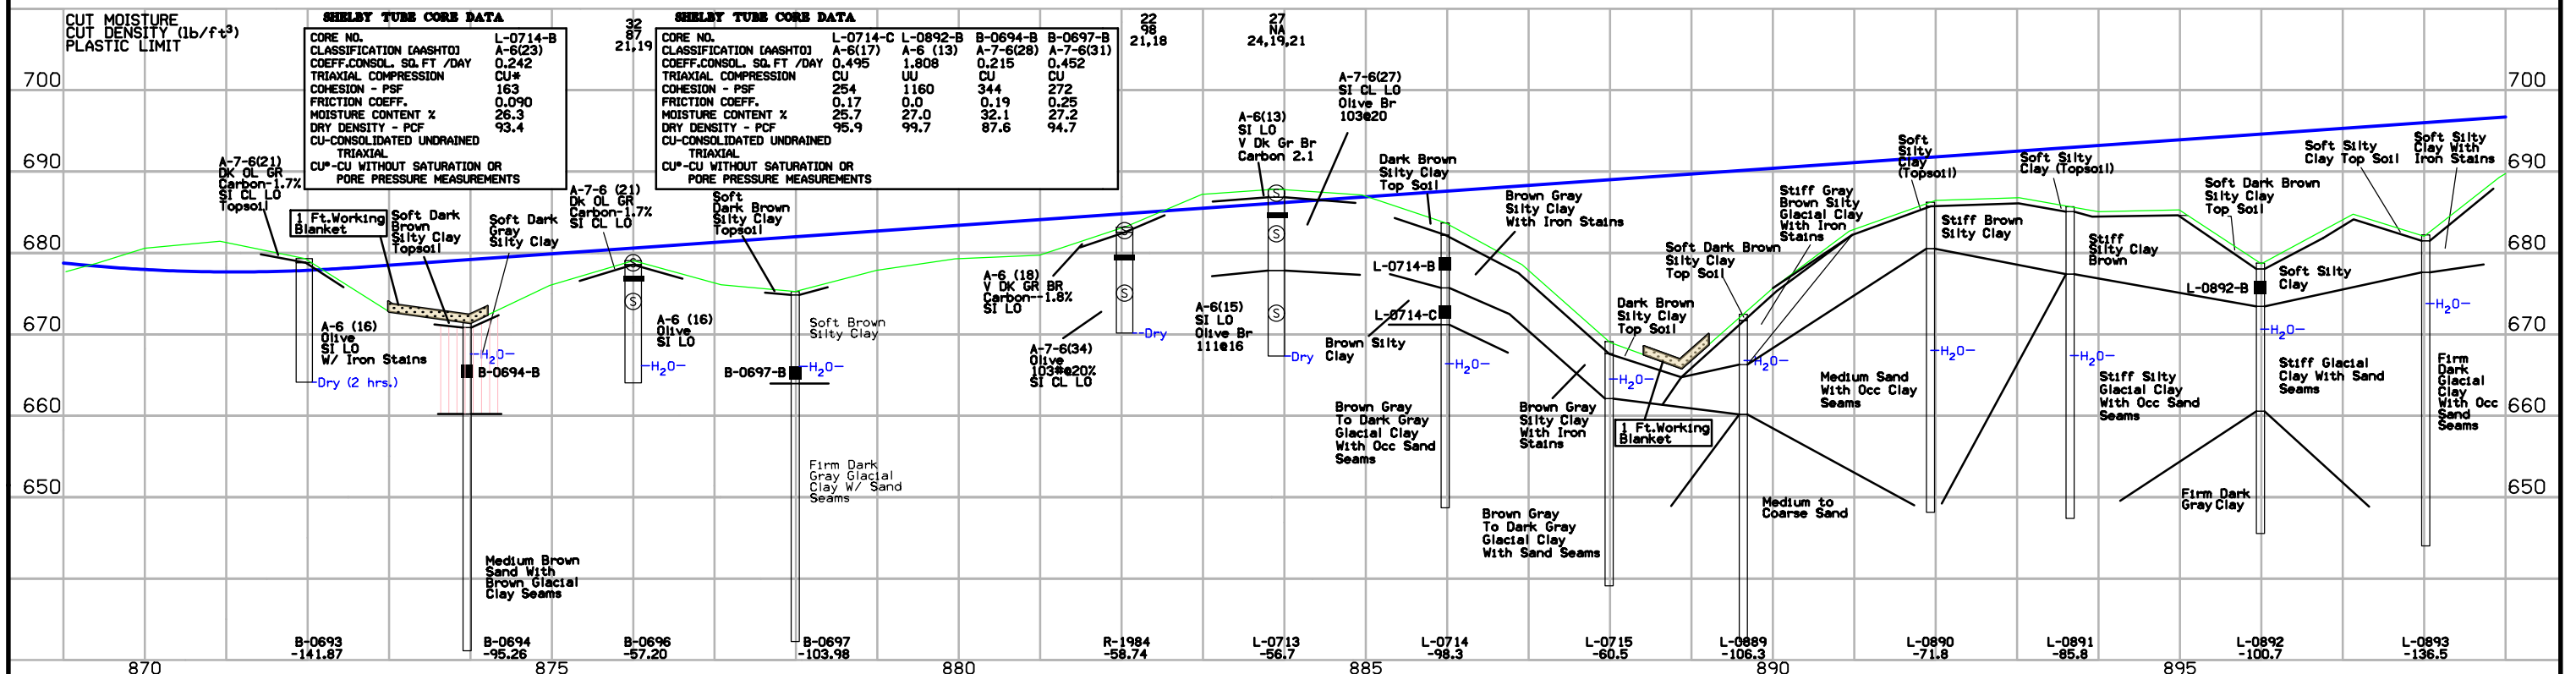 CUT MOISTURE
CUT DENSITY (lb/ft³)
PLASTIC LIMIT
SHELBY TUBE CORE DATA
CORE NO. L-0714-B
CLASSIFICATION [AASHTO] A-6(23)
COEFF.CONSOL. SQ.FT /DAY 0.242
TRIAXIAL COMPRESSION CU*
COHESION - PSF 163
FRICTION COEFF. 0.090
MOISTURE CONTENT % 26.3
DRY DENSITY - PCF 93.4
CU-CONSOLIDATED UNDRAINED
TRIAXIAL
CU*-CU WITHOUT SATURATION OR
PORE PRESSURE MEASUREMENTS
32
87
21,19
SHELBY TUBE CORE DATA
CORE NO. L-0714-C L-0892-B B-0694-B B-0697-B
CLASSIFICATION [AASHTO] A-6(17) A-6 (13) A-7-6(28) A-7-6(31)
COEFF.CONSOL. SQ.FT /DAY 0.495 1.808 0.215 0.452
TRIAXIAL COMPRESSION CU UU CU CU
COHESION - PSF 254 1160 344 272
FRICTION COEFF. 0.17 0.0 0.19 0.25
MOISTURE CONTENT % 25.7 27.0 32.1 27.2
DRY DENSITY - PCF 95.9 99.7 87.6 94.7
CU-CONSOLIDATED UNDRAINED
TRIAXIAL
CU*-CU WITHOUT SATURATION OR
PORE PRESSURE MEASUREMENTS
22
98
21,18
27
NA
24,19,21
700
690
680
670
660
650
700
690
680
670
660
650
A-7-6(21)
DK OL GR
Carbon-1.7%
SI CL LO
Topsoil
1 Ft.Working
Blanket
Soft Dark
Brown
Silty Clay
Topsoil
Soft Dark
Gray
Silty Clay
A-7-6 (21)
Dk OL GR
Carbon-1.7%
SI CL LO
Soft
Dark Brown
Silty Clay
Topsoil
A-6 (16)
Olive
SI LO
W/ Iron Stains
Dry (2 hrs.)
H₂O
B-0694-B
S
S
A-6 (16)
Olive
SI LO
H₂O
Soft Brown
Silty Clay
B-0697-B
H₂O
Firm Dark
Gray Glacial
Clay W/ Sand
Seams
Medium Brown
Sand With
Brown Glacial
Clay Seams
A-6 (18)
V DK GR BR
Carbon--1.8%
SI LO
A-7-6(34)
Olive
103#@20%
SI CL LO
S
S
Dry
A-6(13)
SI LO
V Dk Gr Br
Carbon 2.1
A-7-6(27)
SI CL LO
Olive Br
103@20
S
S
S
A-6(15)
SI LO
Olive Br
111@16
Dry
Dark Brown
Silty Clay
Top Soil
L-0714-B
L-0714-C
Brown Silty
Clay
H₂O
Brown Gray
To Dark Gray
Glacial Clay
With Occ Sand
Seams
Brown Gray
Silty Clay
With Iron Stains
Brown Gray
Silty Clay
With Iron
Stains
Brown Gray
To Dark Gray
Glacial Clay
With Sand Seams
Dark Brown
Silty Clay
Top Soil
H₂O
1 Ft.Working
Blanket
Soft Dark Brown
Silty Clay
Top Soil
Stiff Gray
Brown Silty
Glacial Clay
With Iron
Stains
H₂O
Medium Sand
With Occ Clay
Seams
Medium to
Coarse Sand
Soft
Silty
Clay
(Topsoil)
Stiff Brown
Silty Clay
H₂O
Soft Silty
Clay (Topsoil)
Stiff
Silty Clay
Brown
H₂O
Stiff Silty
Glacial Clay
With Occ Sand
Seams
Soft Dark Brown
Silty Clay
Top Soil
L-0892-B
Soft Silty
Clay
H₂O
Stiff Glacial
Clay With Sand
Seams
Firm Dark
Gray Clay
Soft Silty
Clay Top Soil
Soft Silty
Clay With
Iron Stains
H₂O
Firm
Dark
Glacial
Clay
With Occ
Sand
Seams
B-0693
-141.87
B-0694
-95.26
B-0696
-57.20
B-0697
-103.98
R-1984
-58.74
L-0713
-56.7
L-0714
-98.3
L-0715
-60.5
L-0889
-106.3
L-0890
-71.8
L-0891
-85.8
L-0892
-100.7
L-0893
-136.5
870 875 880 885 890 895